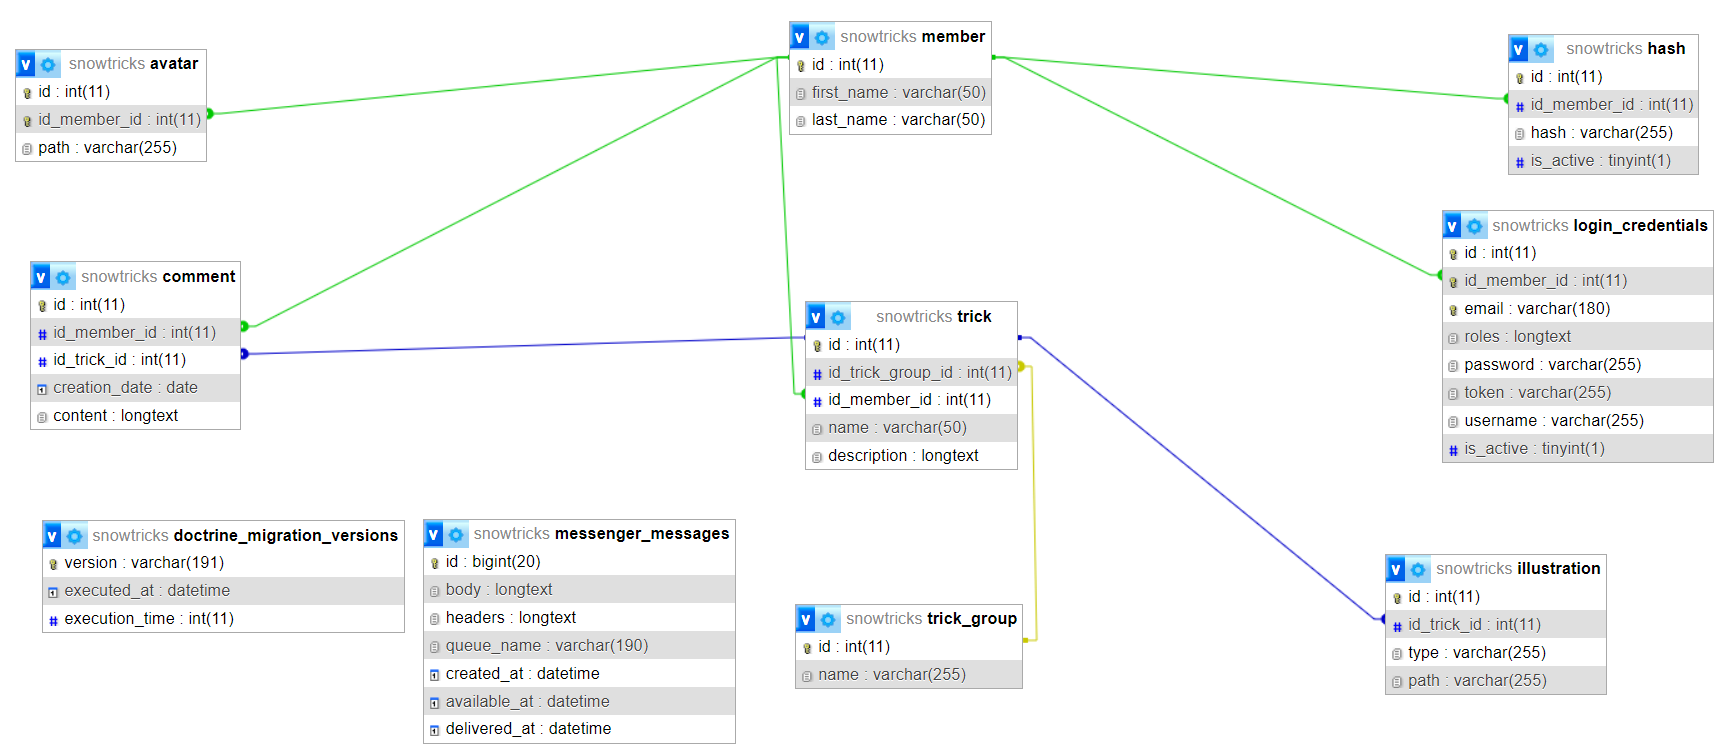 snowtricks avatar
id : int(11)
id_member_id : int(11)
path : varchar(255)
snowtricks member
id : int(11)
first_name : varchar(50)
last_name : varchar(50)
snowtricks hash
id : int(11)
id_member_id : int(11)
hash : varchar(255)
is_active : tinyint(1)
snowtricks login_credentials
id : int(11)
id_member_id : int(11)
email : varchar(180)
roles : longtext
password : varchar(255)
token : varchar(255)
username : varchar(255)
is_active : tinyint(1)
snowtricks comment
id : int(11)
id_member_id : int(11)
id_trick_id : int(11)
creation_date : date
content : longtext
snowtricks trick
id : int(11)
id_trick_group_id : int(11)
id_member_id : int(11)
name : varchar(50)
description : longtext
snowtricks doctrine_migration_versions
version : varchar(191)
executed_at : datetime
execution_time : int(11)
snowtricks messenger_messages
id : bigint(20)
body : longtext
headers : longtext
queue_name : varchar(190)
created_at : datetime
available_at : datetime
delivered_at : datetime
snowtricks trick_group
id : int(11)
name : varchar(255)
snowtricks illustration
id : int(11)
id_trick_id : int(11)
type : varchar(255)
path : varchar(255)